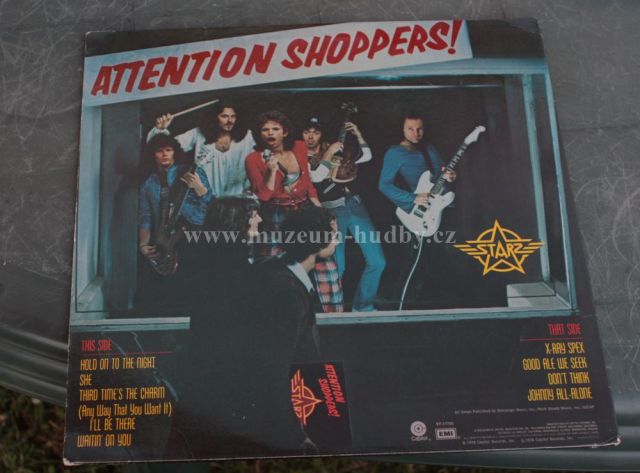 ATTENTION SHOPPERS!
www.muzeum-hudby.cz
STARZ
THIS SIDE
HOLD ON TO THE NIGHT
SHE
THIRD TIME'S THE CHARM
(Any Way That You Want It)
I'LL BE THERE
WAITIN' ON YOU
THAT SIDE
X-RAY SPEX
GOOD ALE WE SEEK
DON'T THINK
JOHNNY ALL-ALONE
STARZ
ATTENTION
SHOPPERS!
Capitol
EMI